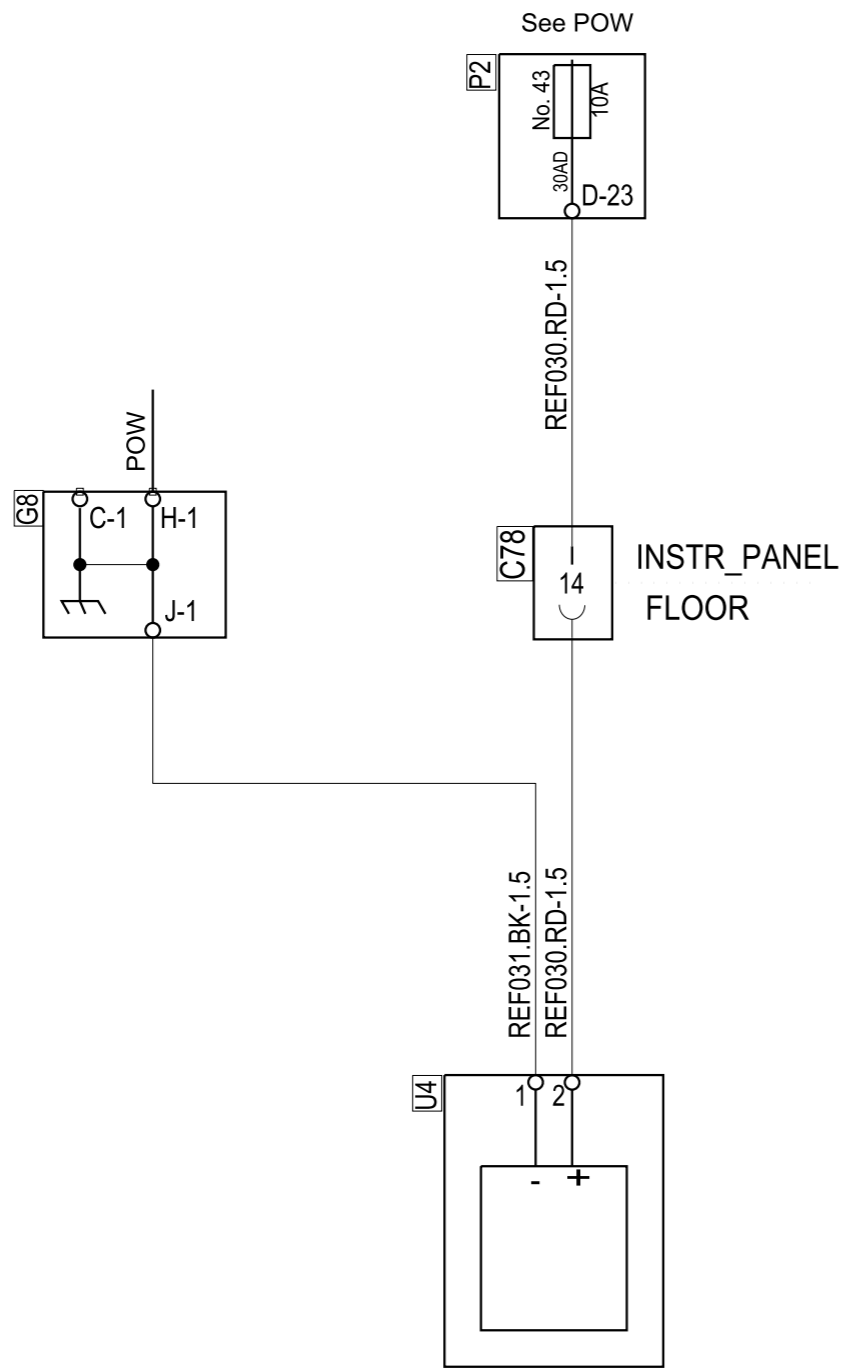 See POW
P2
No. 43
10A
30AD
D-23
REF030.RD-1.5
POW
G8
C-1
H-1
J-1
C78
14
INSTR_PANEL
FLOOR
REF031.BK-1.5
REF030.RD-1.5
U4
1
2
-
+